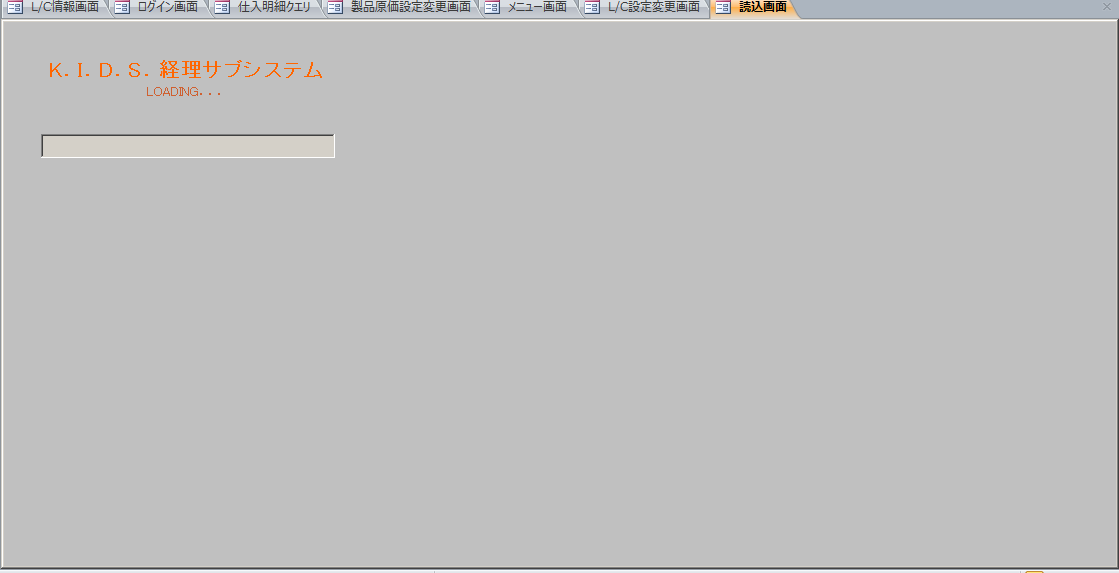 L/C情報画面 ログイン画面 仕入明細クエリ 製品原価設定変更画面 メニュー画面 L/C設定変更画面 読込画面
K．I．D．S．経理サブシステム
LOADING．．．